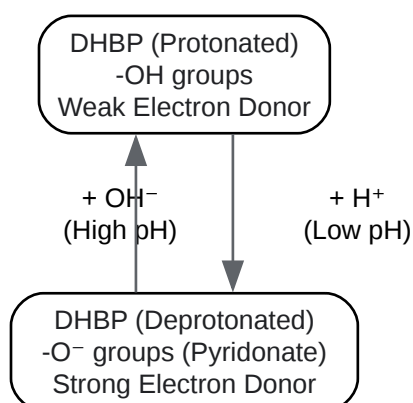 DHBP (Protonated)
-OH groups
Weak Electron Donor
+ OH⁻
(High pH)
+ H⁺
(Low pH)
DHBP (Deprotonated)
-O⁻ groups (Pyridonate)
Strong Electron Donor